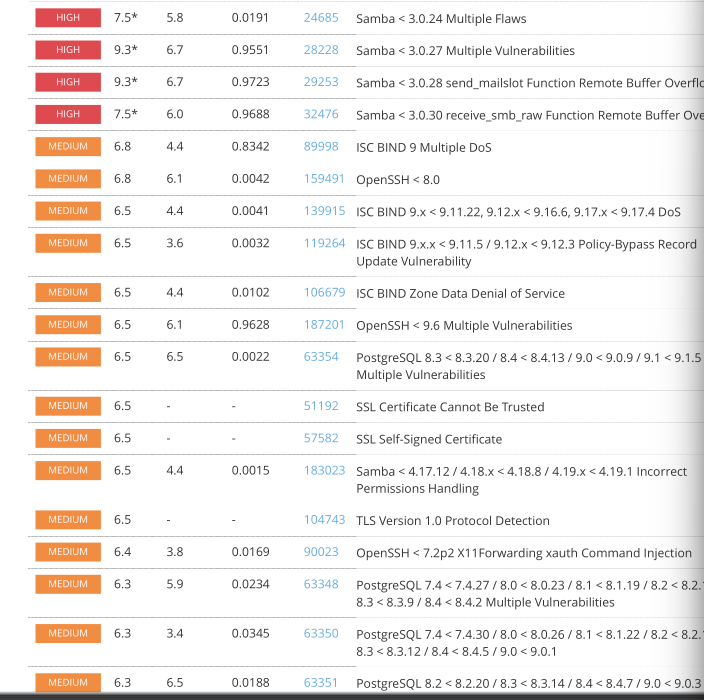 HIGH 7.5* 5.8 0.0191 24685 Samba < 3.0.24 Multiple Flaws
HIGH 9.3* 6.7 0.9551 28228 Samba < 3.0.27 Multiple Vulnerabilities
HIGH 9.3* 6.7 0.9723 29253 Samba < 3.0.28 send_mailslot Function Remote Buffer Overflo
HIGH 7.5* 6.0 0.9688 32476 Samba < 3.0.30 receive_smb_raw Function Remote Buffer Ove
MEDIUM 6.8 4.4 0.8342 89998 ISC BIND 9 Multiple DoS
MEDIUM 6.8 6.1 0.0042 159491 OpenSSH < 8.0
MEDIUM 6.5 4.4 0.0041 139915 ISC BIND 9.x < 9.11.22, 9.12.x < 9.16.6, 9.17.x < 9.17.4 DoS
MEDIUM 6.5 3.6 0.0032 119264 ISC BIND 9.x.x < 9.11.5 / 9.12.x < 9.12.3 Policy-Bypass Record
Update Vulnerability
MEDIUM 6.5 4.4 0.0102 106679 ISC BIND Zone Data Denial of Service
MEDIUM 6.5 6.1 0.9628 187201 OpenSSH < 9.6 Multiple Vulnerabilities
MEDIUM 6.5 6.5 0.0022 63354 PostgreSQL 8.3 < 8.3.20 / 8.4 < 8.4.13 / 9.0 < 9.0.9 / 9.1 < 9.1.5
Multiple Vulnerabilities
MEDIUM 6.5 - - 51192 SSL Certificate Cannot Be Trusted
MEDIUM 6.5 - - 57582 SSL Self-Signed Certificate
MEDIUM 6.5 4.4 0.0015 183023 Samba < 4.17.12 / 4.18.x < 4.18.8 / 4.19.x < 4.19.1 Incorrect
Permissions Handling
MEDIUM 6.5 - - 104743 TLS Version 1.0 Protocol Detection
MEDIUM 6.4 3.8 0.0169 90023 OpenSSH < 7.2p2 X11Forwarding xauth Command Injection
MEDIUM 6.3 5.9 0.0234 63348 PostgreSQL 7.4 < 7.4.27 / 8.0 < 8.0.23 / 8.1 < 8.1.19 / 8.2 < 8.2.
8.3 < 8.3.9 / 8.4 < 8.4.2 Multiple Vulnerabilities
MEDIUM 6.3 3.4 0.0345 63350 PostgreSQL 7.4 < 7.4.30 / 8.0 < 8.0.26 / 8.1 < 8.1.22 / 8.2 < 8.2.
8.3 < 8.3.12 / 8.4 < 8.4.5 / 9.0 < 9.0.1
MEDIUM 6.3 6.5 0.0188 63351 PostgreSQL 8.2 < 8.2.20 / 8.3 < 8.3.14 / 8.4 < 8.4.7 / 9.0 < 9.0.3